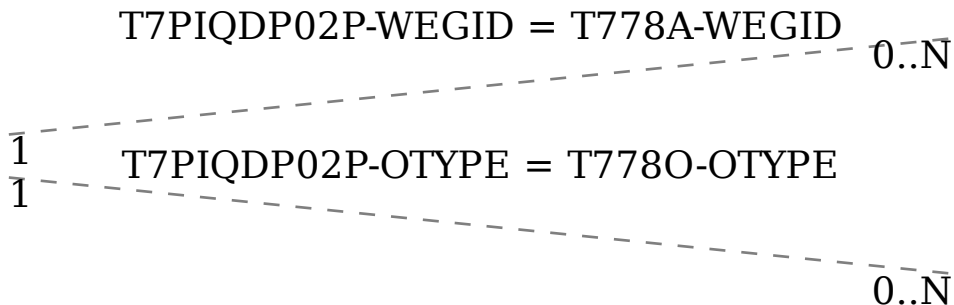 T7PIQDP02P-WEGID = T778A-WEGID
0..N
1
T7PIQDP02P-OTYPE = T778O-OTYPE
1
0..N